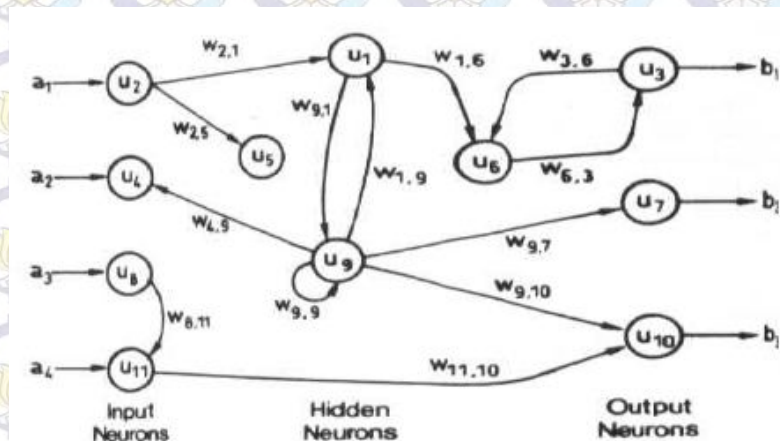 w2,1
u1
w1,6
w3,6
u3
b1
a1
u2
w9,1
w2,5
u5
u6
w6,3
a2
u4
w1,9
w4,9
u7
u9
w9,7
a3
u8
w9,9
w9,10
w8,11
u10
a4
u11
w11,10
Input
Neurons
Hidden
Neurons
Output
Neurons